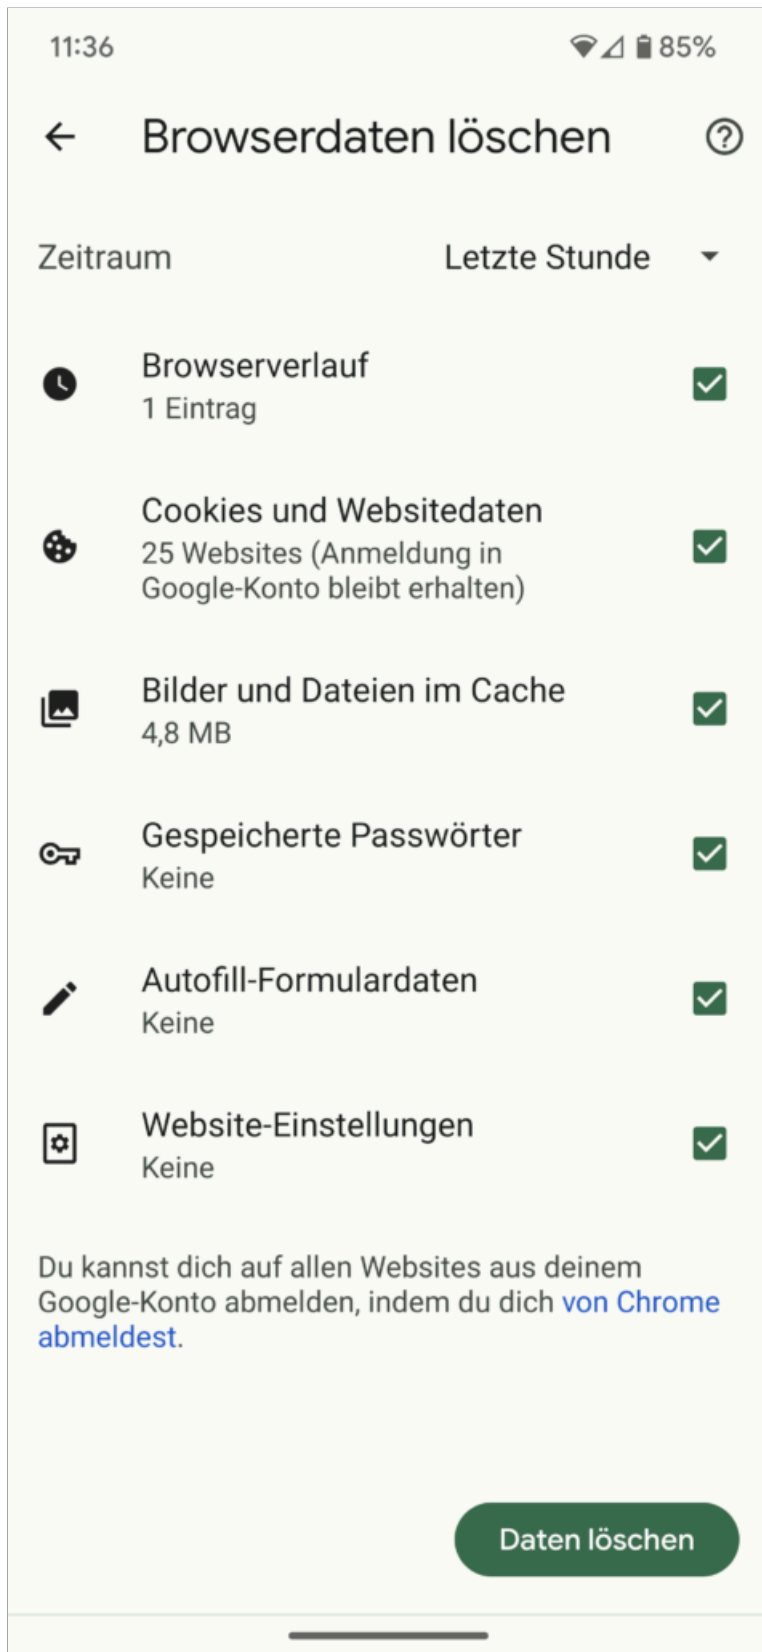 11:36 85%
Browserdaten löschen
Zeitraum Letzte Stunde
Browserverlauf
1 Eintrag
Cookies und Websitedaten
25 Websites (Anmeldung in
Google-Konto bleibt erhalten)
Bilder und Dateien im Cache
4,8 MB
Gespeicherte Passwörter
Keine
Autofill-Formulardaten
Keine
Website-Einstellungen
Keine
Du kannst dich auf allen Websites aus deinem
Google-Konto abmelden, indem du dich von Chrome
abmeldest.
Daten löschen